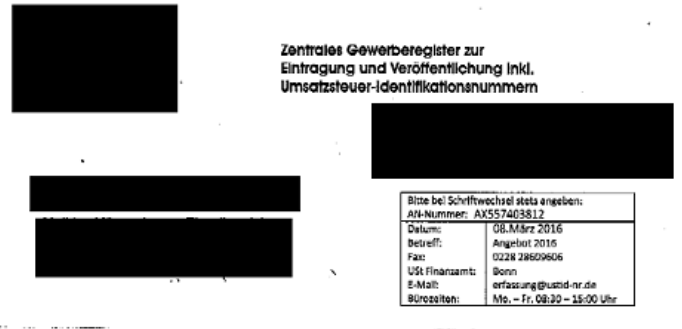 Zentrales Gewerberegister zur
Eintragung und Veröffentlichung inkl.
Umsatzsteuer-Identifikationsnummern
Bitte bei Schriftwechsel stets angeben:
AN-Nummer: AX557403812
Datum: 08.März 2016
Betreff: Angebot 2016
Fax: 0228 28609606
USt Finanzamt: Bonn
E-Mail: erfassung@ustid-nr.de
Bürozeiten: Mo. – Fr. 08:30 – 15:00 Uhr